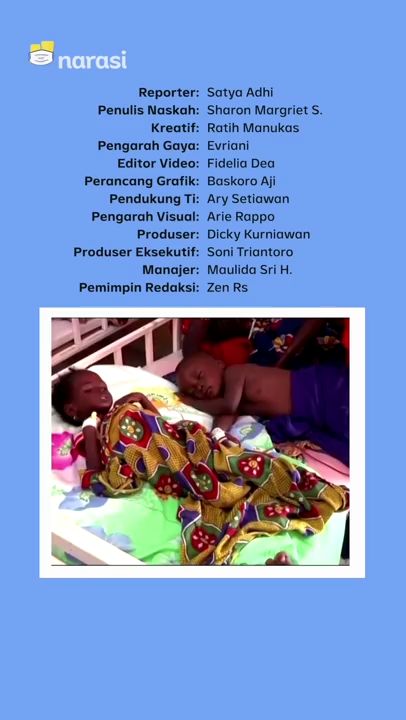 narasi
Reporter: Satya Adhi
Penulis Naskah: Sharon Margriet S.
Kreatif: Ratih Manukas
Pengarah Gaya: Evriani
Editor Video: Fidelia Dea
Perancang Grafik: Baskoro Aji
Pendukung Ti: Ary Setiawan
Pengarah Visual: Arie Rappo
Produser: Dicky Kurniawan
Produser Eksekutif: Soni Triantoro
Manajer: Maulida Sri H.
Pemimpin Redaksi: Zen Rs